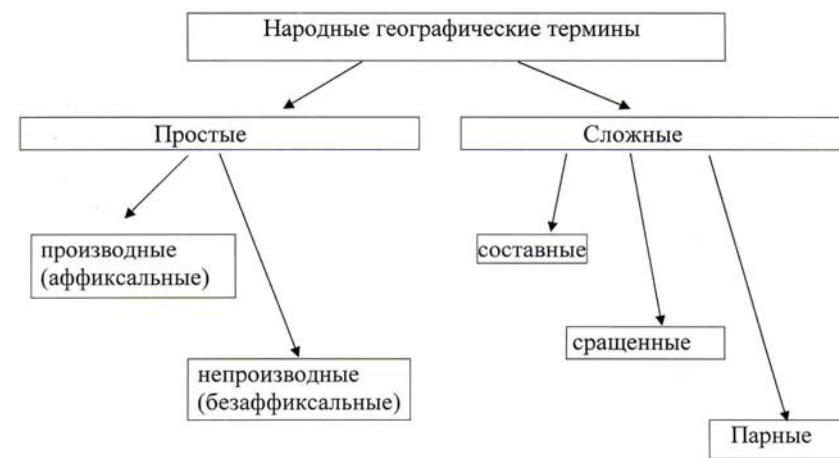 Народные географические термины
Простые
Сложные
производные
(аффиксальные)
составные
сращенные
непроизводные
(безаффиксальные)
Парные